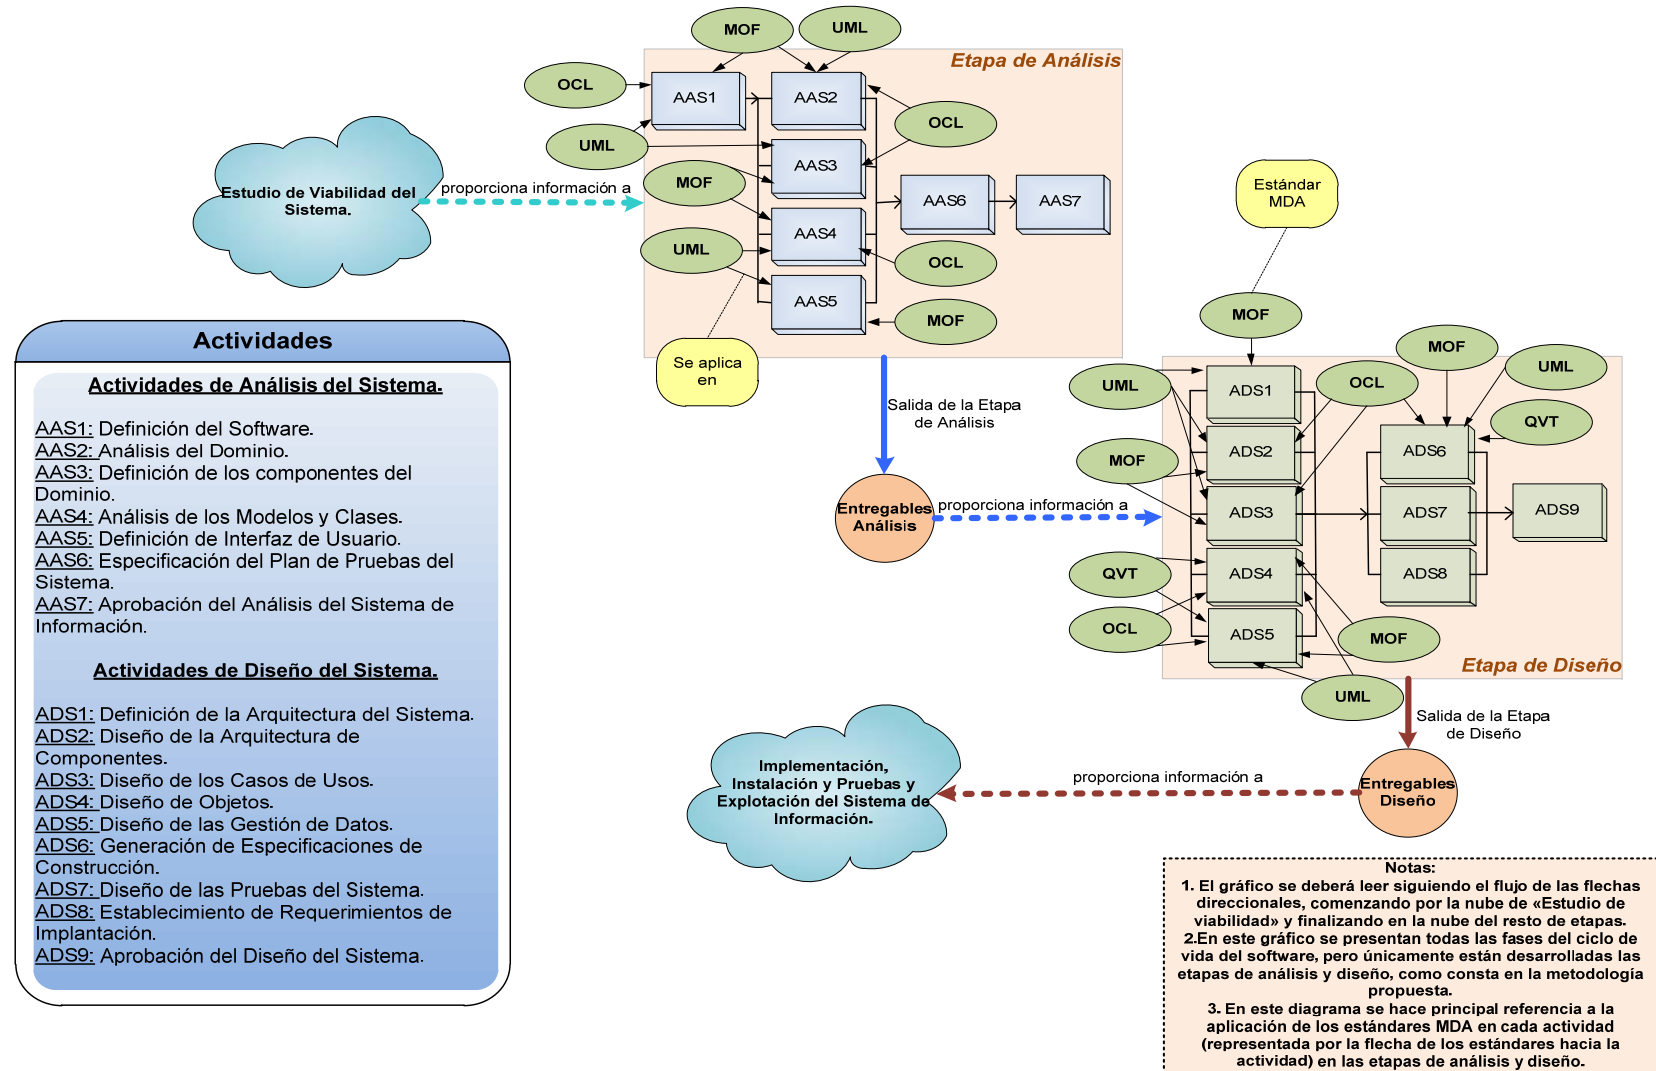 MOF
UML
Etapa de Análisis
OCL
AAS1
AAS2
OCL
UML
AAS3
MOF
Estudio de Viabilidad del
Sistema.
proporciona información a
AAS6
AAS7
AAS4
UML
OCL
AAS5
MOF
Se aplica
en
Estándar
MDA
MOF
Salida de la Etapa
de Análisis
Entregables
Análisis
proporciona información a
UML
ADS1
OCL
MOF
UML
QVT
MOF
ADS2
ADS6
ADS3
ADS7
ADS9
QVT
ADS4
ADS8
OCL
ADS5
MOF
UML
Etapa de Diseño
Salida de la Etapa
de Diseño
Entregables
Diseño
proporciona información a
Implementación,
Instalación y Pruebas y
Explotación del Sistema de
Información.
Actividades
Actividades de Análisis del Sistema.
AAS1: Definición del Software.
AAS2: Análisis del Dominio.
AAS3: Definición de los componentes del
Dominio.
AAS4: Análisis de los Modelos y Clases.
AAS5: Definición de Interfaz de Usuario.
AAS6: Especificación del Plan de Pruebas del
Sistema.
AAS7: Aprobación del Análisis del Sistema de
Información.
Actividades de Diseño del Sistema.
ADS1: Definición de la Arquitectura del Sistema.
ADS2: Diseño de la Arquitectura de
Componentes.
ADS3: Diseño de los Casos de Usos.
ADS4: Diseño de Objetos.
ADS5: Diseño de las Gestión de Datos.
ADS6: Generación de Especificaciones de
Construcción.
ADS7: Diseño de las Pruebas del Sistema.
ADS8: Establecimiento de Requerimientos de
Implantación.
ADS9: Aprobación del Diseño del Sistema.
Notas:
1. El gráfico se deberá leer siguiendo el flujo de las flechas
direccionales, comenzando por la nube de «Estudio de
viabilidad» y finalizando en la nube del resto de etapas.
2.En este gráfico se presentan todas las fases del ciclo de
vida del software, pero únicamente están desarrolladas las
etapas de análisis y diseño, como consta en la metodología
propuesta.
3. En este diagrama se hace principal referencia a la
aplicación de los estándares MDA en cada actividad
(representada por la flecha de los estándares hacia la
actividad) en las etapas de análisis y diseño.